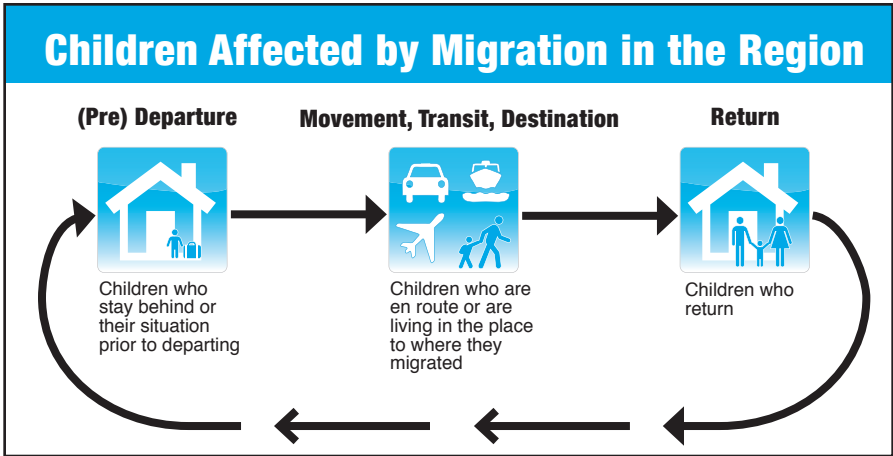 Children Affected by Migration in the Region
(Pre) Departure
Movement, Transit, Destination
Return
Children who
stay behind or
their situation
prior to departing
Children who are
en route or are
living in the place
to where they
migrated
Children who
return